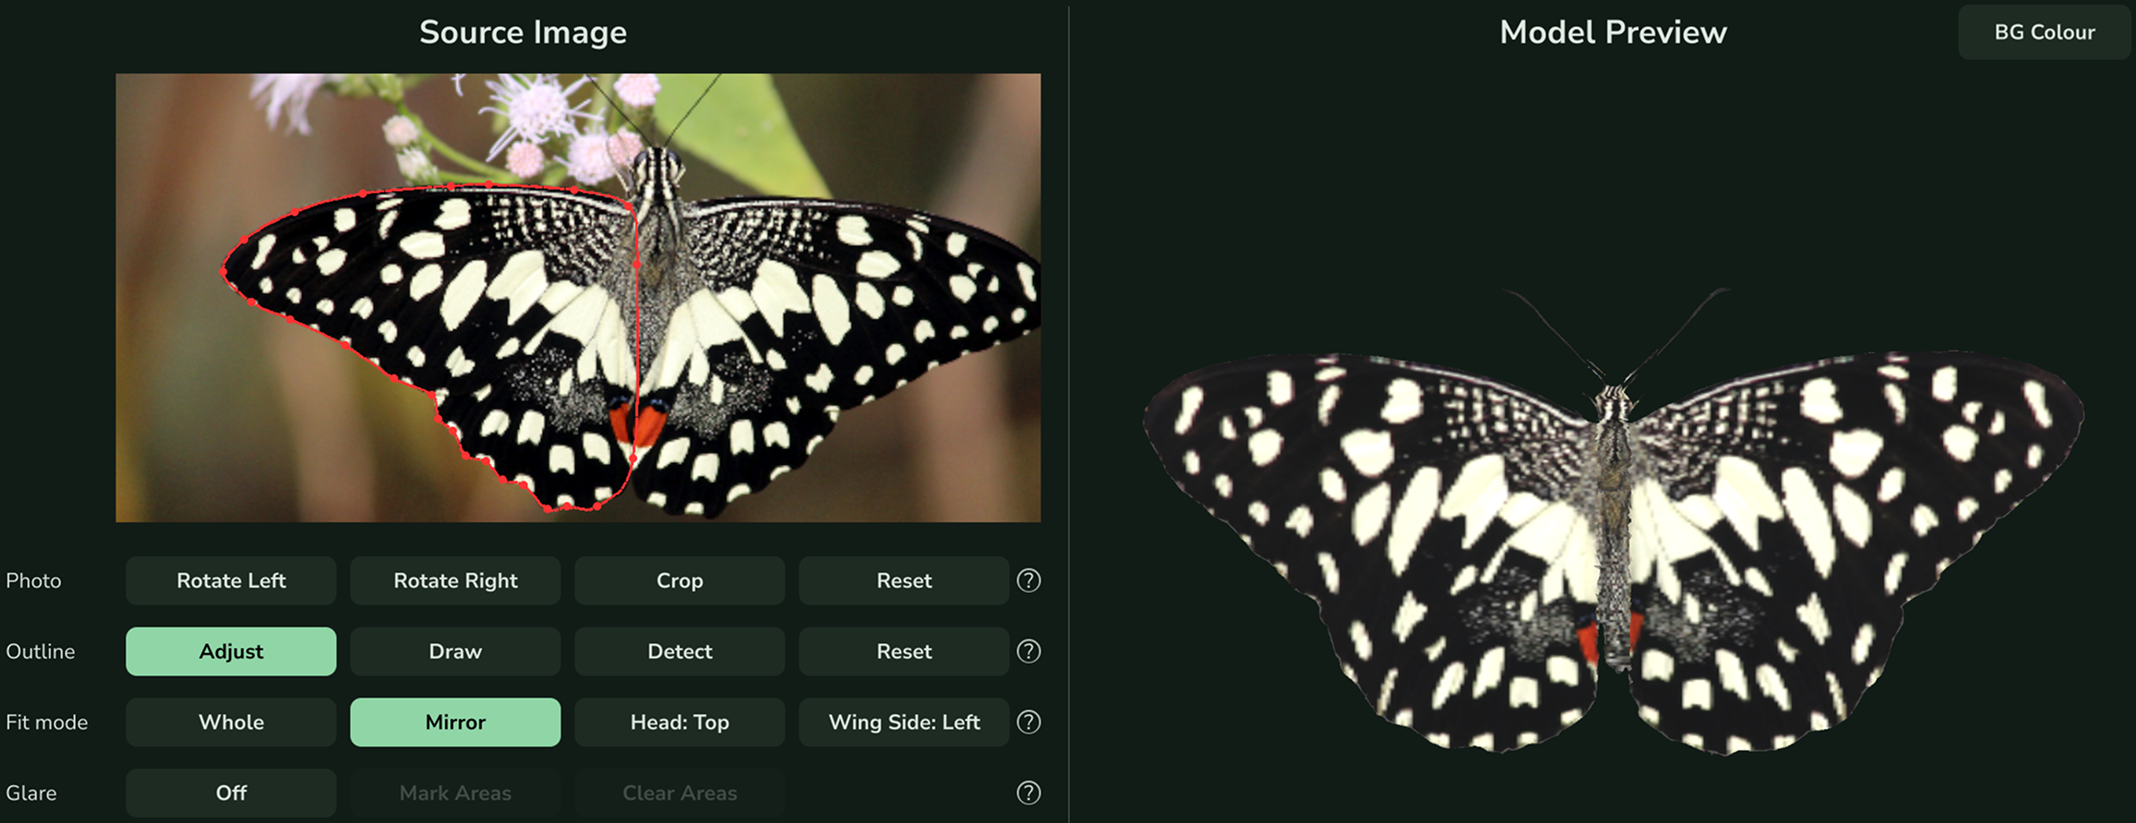 Source Image
Model Preview
BG Colour
Photo Rotate Left Rotate Right Crop Reset ?
Outline Adjust Draw Detect Reset ?
Fit mode Whole Mirror Head: Top Wing Side: Left ?
Glare Off Mark Areas Clear Areas ?